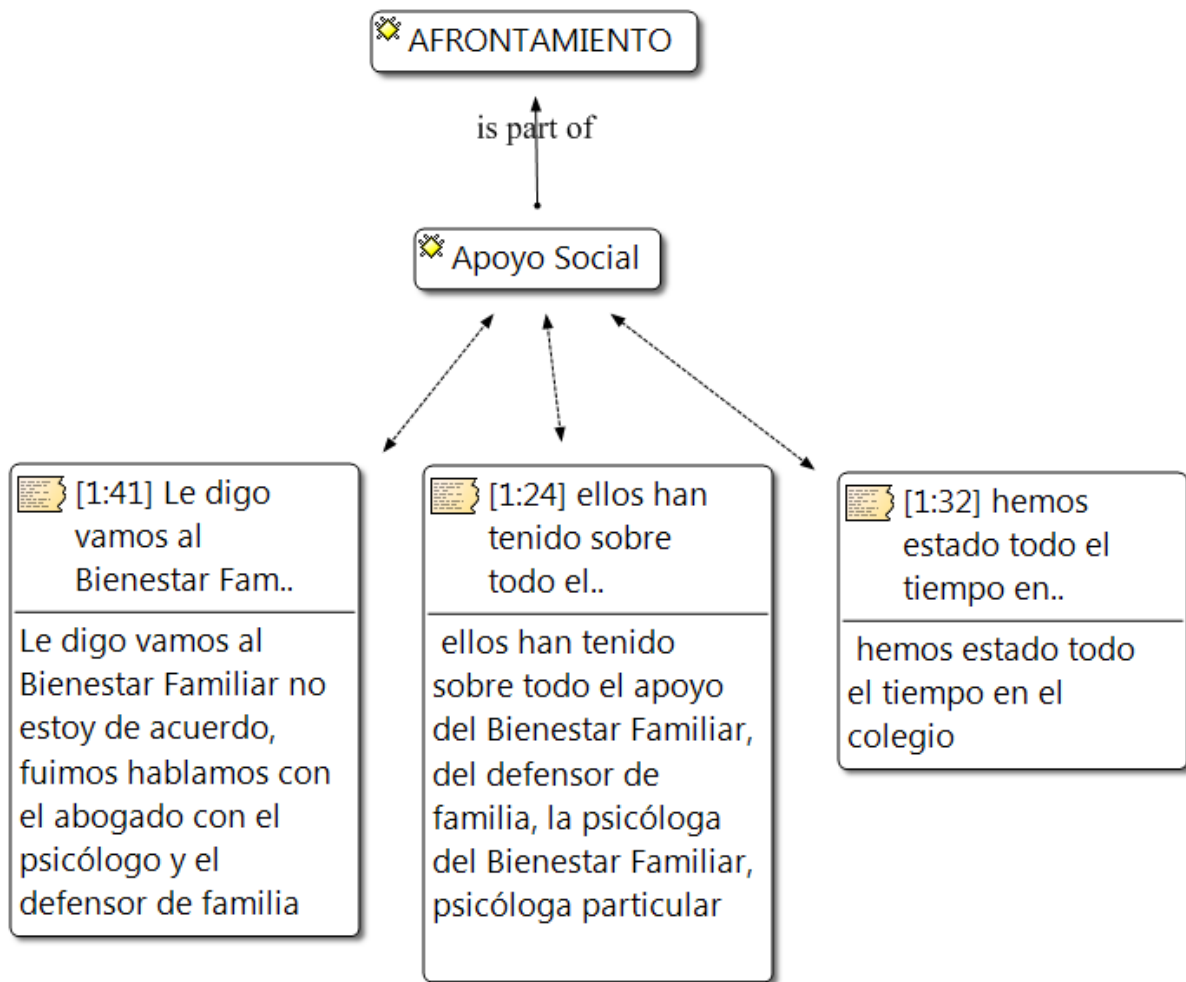 AFRONTAMIENTO
is part of
Apoyo Social
[1:41] Le digo
vamos al
Bienestar Fam..
Le digo vamos al
Bienestar Familiar no
estoy de acuerdo,
fuimos hablamos con
el abogado con el
psicólogo y el
defensor de familia
[1:24] ellos han
tenido sobre
todo el..
ellos han tenido
sobre todo el apoyo
del Bienestar Familiar,
del defensor de
familia, la psicóloga
del Bienestar Familiar,
psicóloga particular
[1:32] hemos
estado todo el
tiempo en..
hemos estado todo
el tiempo en el
colegio